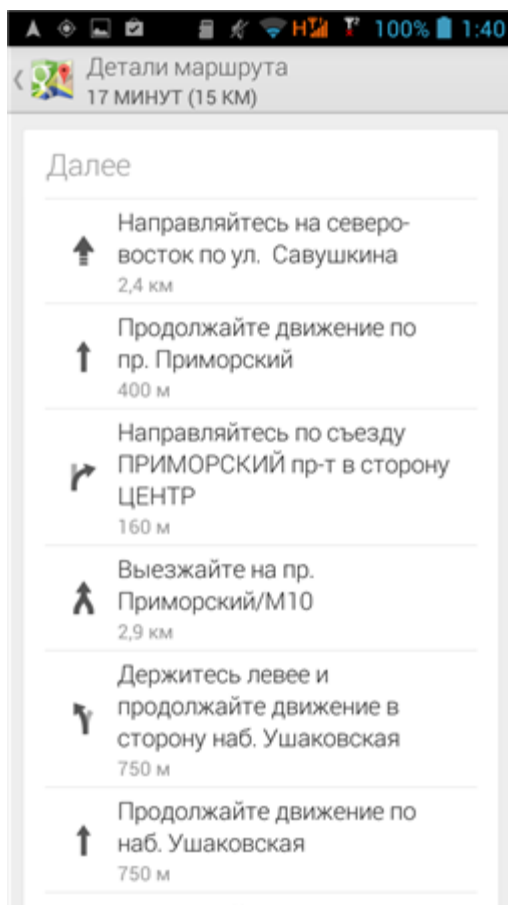 H 100% 1:40
Детали маршрута
17 МИНУТ (15 КМ)
Далее
Направляйтесь на северо-
восток по ул. Савушкина
2,4 км
Продолжайте движение по
пр. Приморский
400 м
Направляйтесь по съезду
ПРИМОРСКИЙ пр-т в сторону
ЦЕНТР
160 м
Выезжайте на пр.
Приморский/М10
2,9 км
Держитесь левее и
продолжайте движение в
сторону наб. Ушаковская
750 м
Продолжайте движение по
наб. Ушаковская
750 м